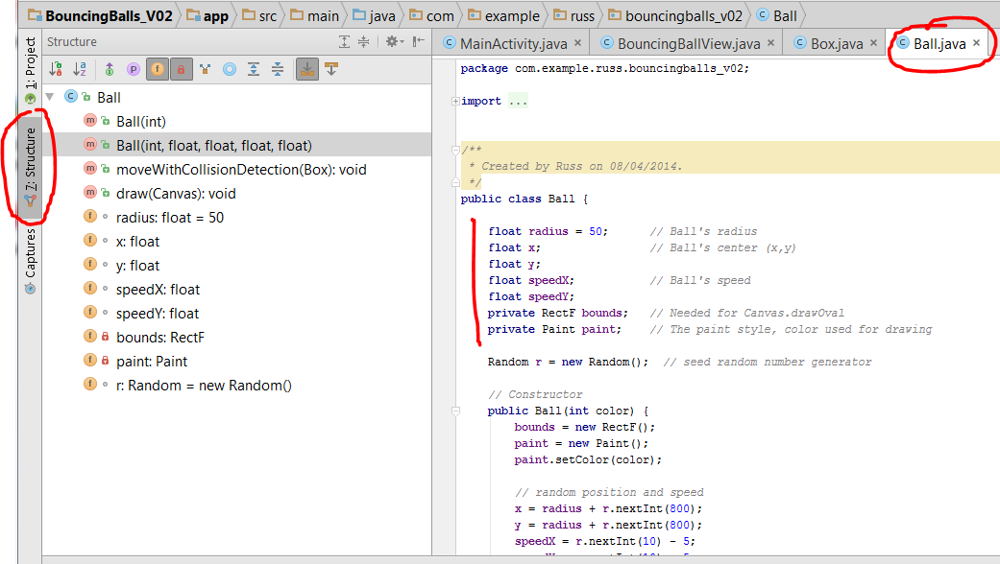 BouncingBalls_V02 app src main java com example russ bouncingballs_v02 Ball
1: Project
7: Structure
Captures
Structure
Ball
Ball(int)
Ball(int, float, float, float, float)
moveWithCollisionDetection(Box): void
draw(Canvas): void
radius: float = 50
x: float
y: float
speedX: float
speedY: float
bounds: RectF
paint: Paint
r: Random = new Random()
MainActivity.java × BouncingBallView.java × Box.java × Ball.java ×
package com.example.russ.bouncingballs_v02;
import ...
/**
* Created by Russ on 08/04/2014.
*/
public class Ball {
float radius = 50; // Ball's radius
float x; // Ball's center (x,y)
float y;
float speedX; // Ball's speed
float speedY;
private RectF bounds; // Needed for Canvas.drawOval
private Paint paint; // The paint style, color used for drawing
Random r = new Random(); // seed random number generator
// Constructor
public Ball(int color) {
bounds = new RectF();
paint = new Paint();
paint.setColor(color);
// random position and speed
x = radius + r.nextInt(800);
y = radius + r.nextInt(800);
speedX = r.nextInt(10) - 5;